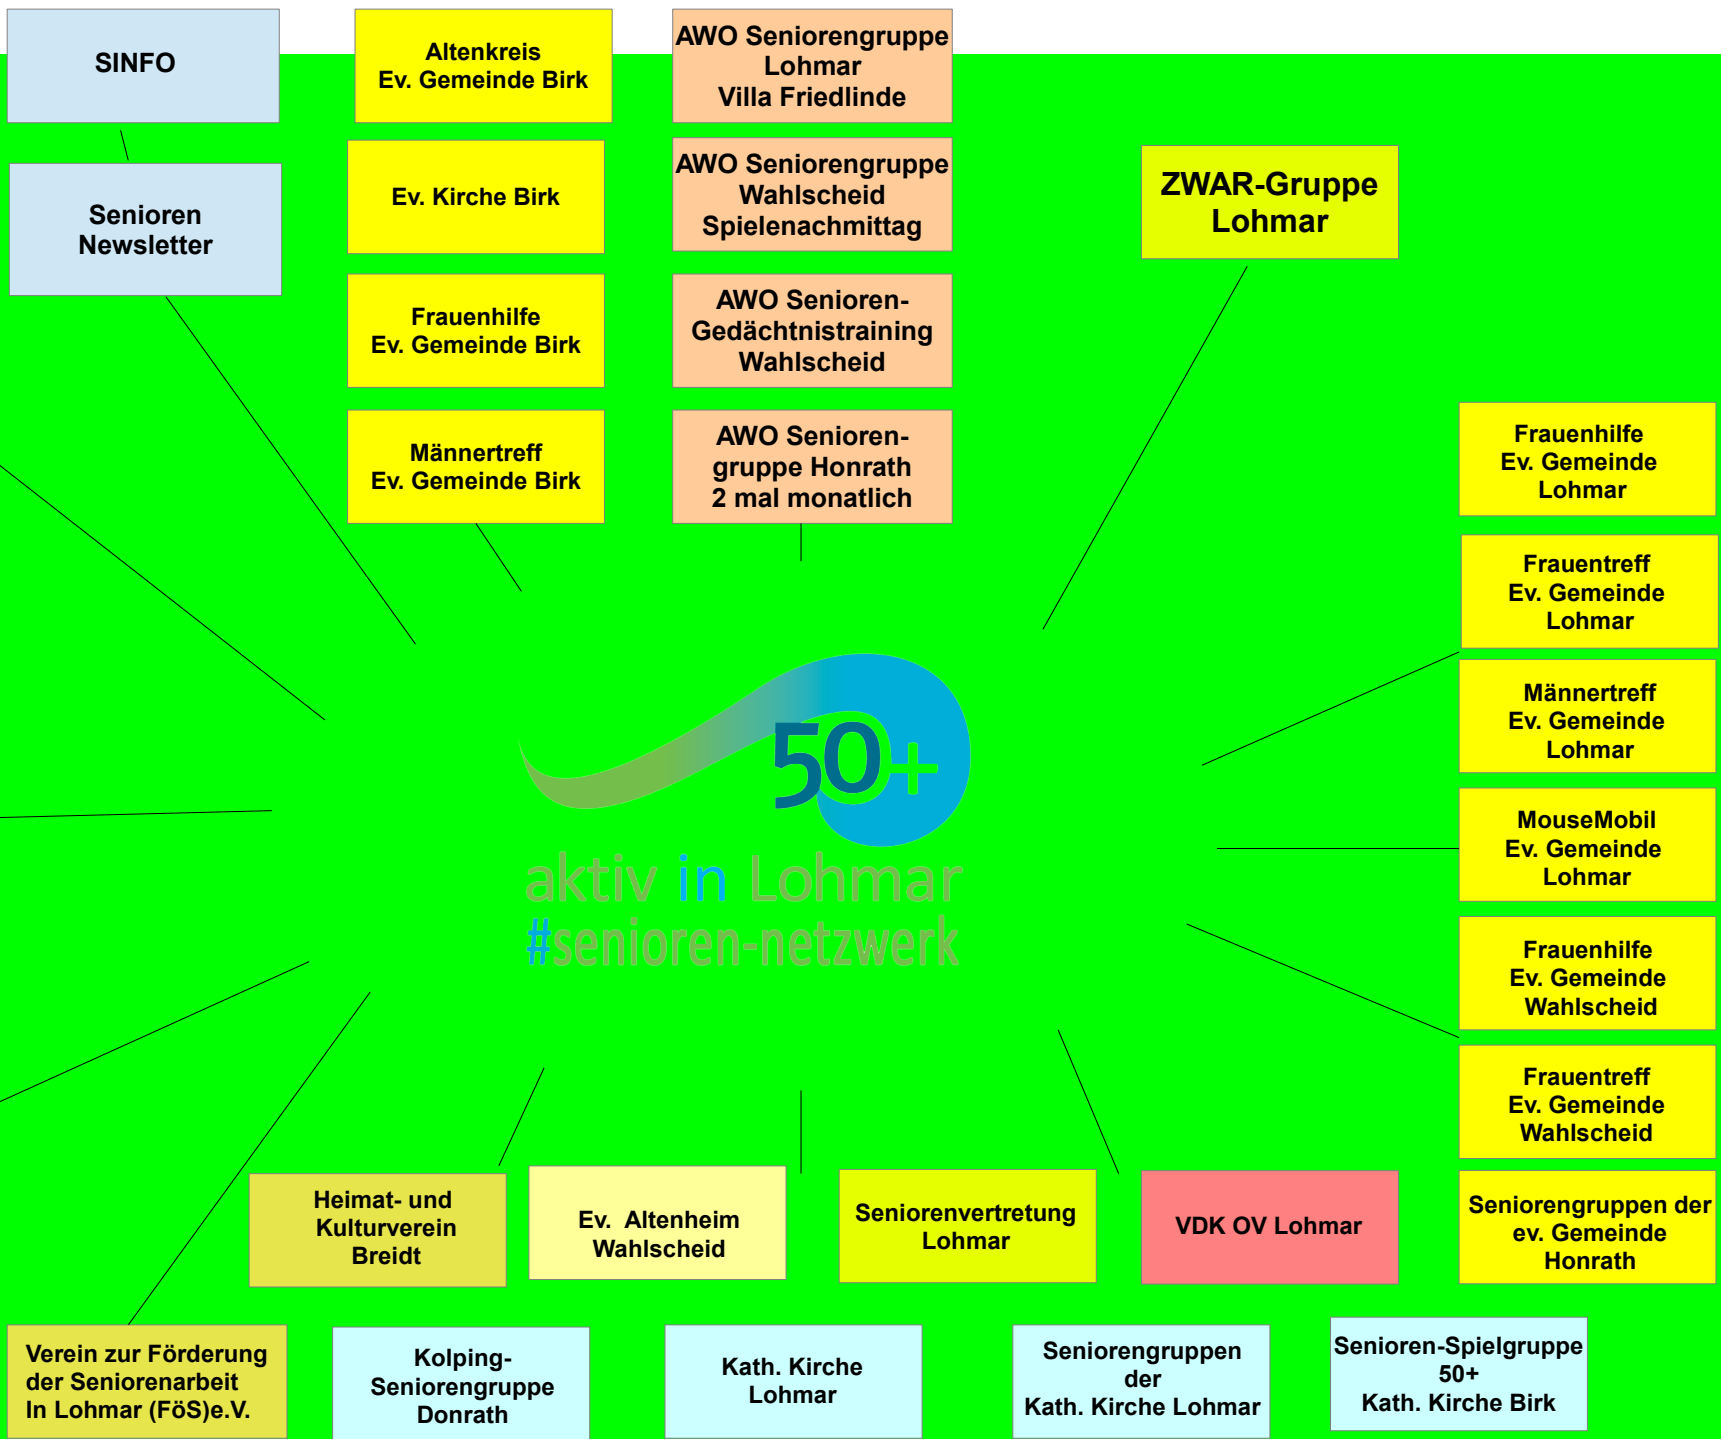 SINFO
Altenkreis
Ev. Gemeinde Birk
AWO Seniorengruppe
Lohmar
Villa Friedlinde
Senioren
Newsletter
Ev. Kirche Birk
AWO Seniorengruppe
Wahlscheid
Spielenachmittag
ZWAR-Gruppe
Lohmar
Frauenhilfe
Ev. Gemeinde Birk
AWO Senioren-
Gedächtnistraining
Wahlscheid
Männertreff
Ev. Gemeinde Birk
AWO Senioren-
gruppe Honrath
2 mal monatlich
Frauenhilfe
Ev. Gemeinde
Lohmar
Frauentreff
Ev. Gemeinde
Lohmar
Männertreff
Ev. Gemeinde
Lohmar
50+
aktiv in Lohmar
#senioren-netzwerk
MouseMobil
Ev. Gemeinde
Lohmar
Frauenhilfe
Ev. Gemeinde
Wahlscheid
Frauentreff
Ev. Gemeinde
Wahlscheid
Heimat- und
Kulturverein
Breidt
Ev. Altenheim
Wahlscheid
Seniorenvertretung
Lohmar
VDK OV Lohmar
Seniorengruppen der
ev. Gemeinde
Honrath
Verein zur Förderung
der Seniorenarbeit
In Lohmar (FöS)e.V.
Kolping-
Seniorengruppe
Donrath
Kath. Kirche
Lohmar
Seniorengruppen
der
Kath. Kirche Lohmar
Senioren-Spielgruppe
50+
Kath. Kirche Birk